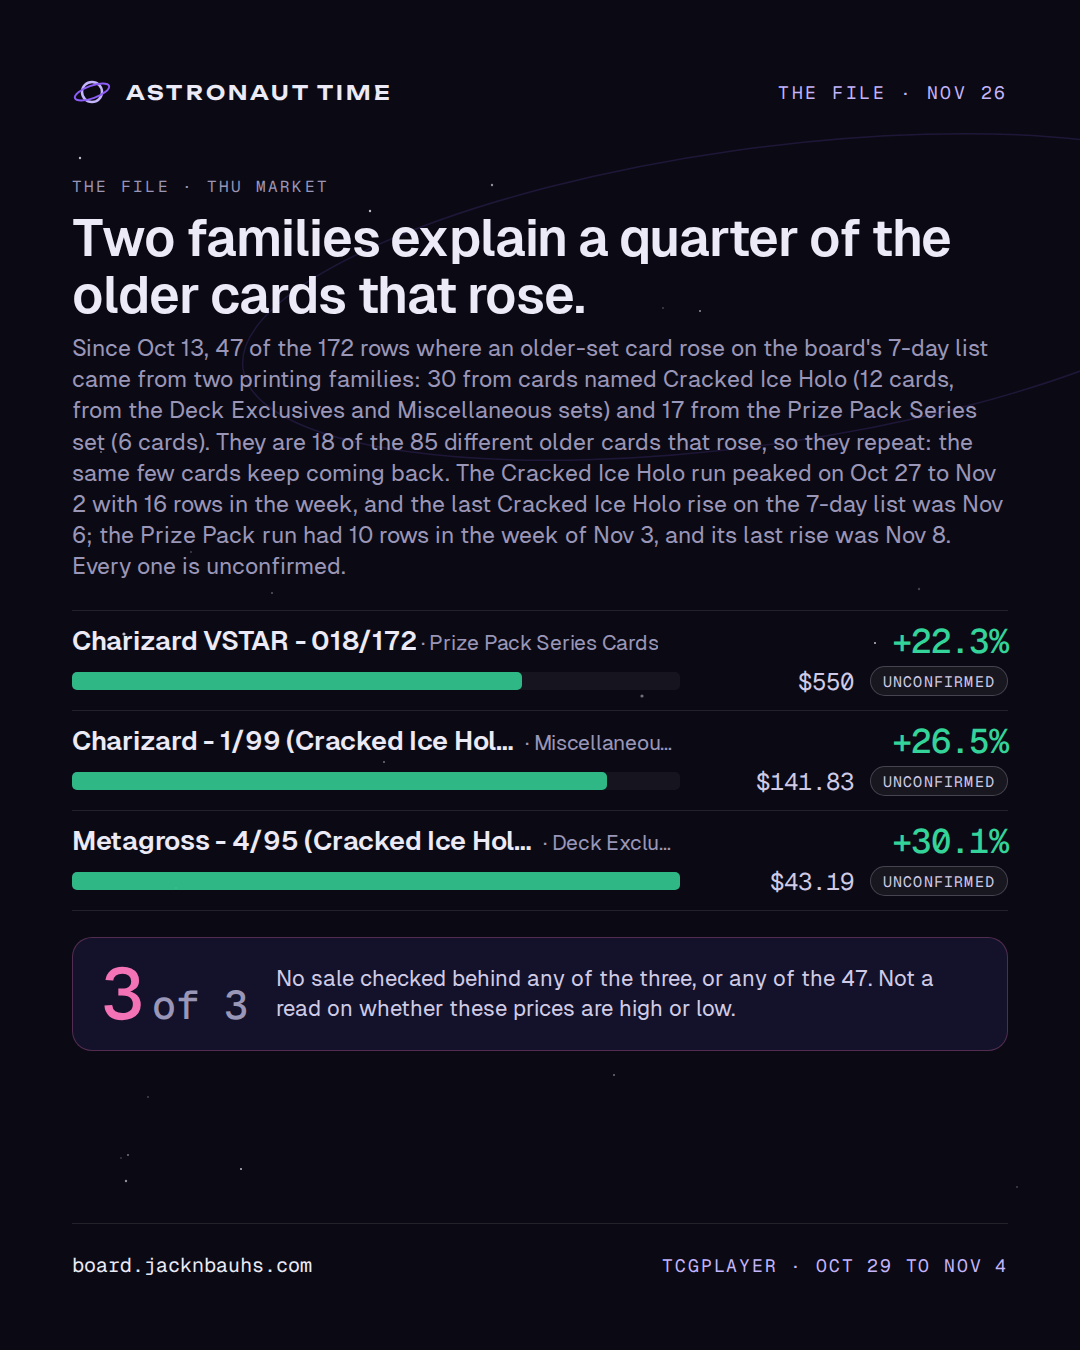 ASTRONAUT TIME
THE FILE · NOV 26
THE FILE · THU MARKET
Two families explain a quarter of the
older cards that rose.
Since Oct 13, 47 of the 172 rows where an older-set card rose on the board's 7-day list
came from two printing families: 30 from cards named Cracked Ice Holo (12 cards,
from the Deck Exclusives and Miscellaneous sets) and 17 from the Prize Pack Series
set (6 cards). They are 18 of the 85 different older cards that rose, so they repeat: the
same few cards keep coming back. The Cracked Ice Holo run peaked on Oct 27 to Nov
2 with 16 rows in the week, and the last Cracked Ice Holo rise on the 7-day list was Nov
6; the Prize Pack run had 10 rows in the week of Nov 3, and its last rise was Nov 8.
Every one is unconfirmed.
Charizard VSTAR - 018/172 · Prize Pack Series Cards
+22.3%
$550 UNCONFIRMED
Charizard - 1/99 (Cracked Ice Hol... · Miscellaneou...
+26.5%
$141.83 UNCONFIRMED
Metagross - 4/95 (Cracked Ice Hol... · Deck Exclu...
+30.1%
$43.19 UNCONFIRMED
3 of 3
No sale checked behind any of the three, or any of the 47. Not a
read on whether these prices are high or low.
board.jacknbauhs.com
TCGPLAYER · OCT 29 TO NOV 4